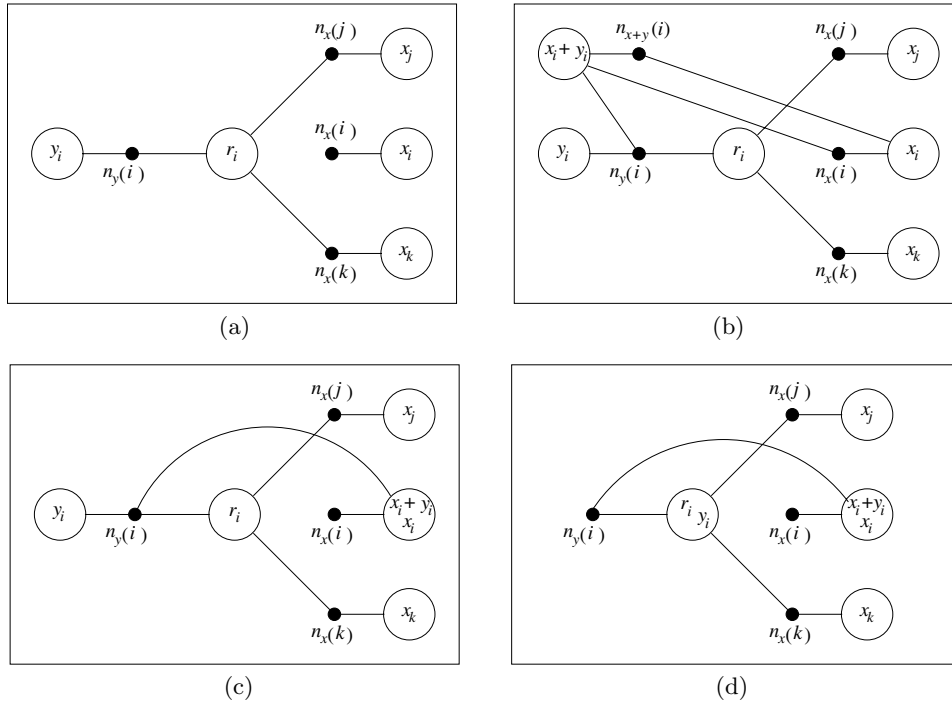 n_x(j)
x_j
n_x(i)
y_i
r_i
x_i
n_y(i)
x_k
n_x(k)
(a)
n_{x+y}(i)
n_x(j)
x_i + y_i
x_j
y_i
r_i
x_i
n_y(i)
n_x(i)
x_k
n_x(k)
(b)
n_x(j)
x_j
x_i + y_i
y_i
r_i
x_i
n_y(i)
n_x(i)
x_k
n_x(k)
(c)
n_x(j)
x_j
r_i y_i
x_i + y_i
x_i
n_y(i)
n_x(i)
x_k
n_x(k)
(d)